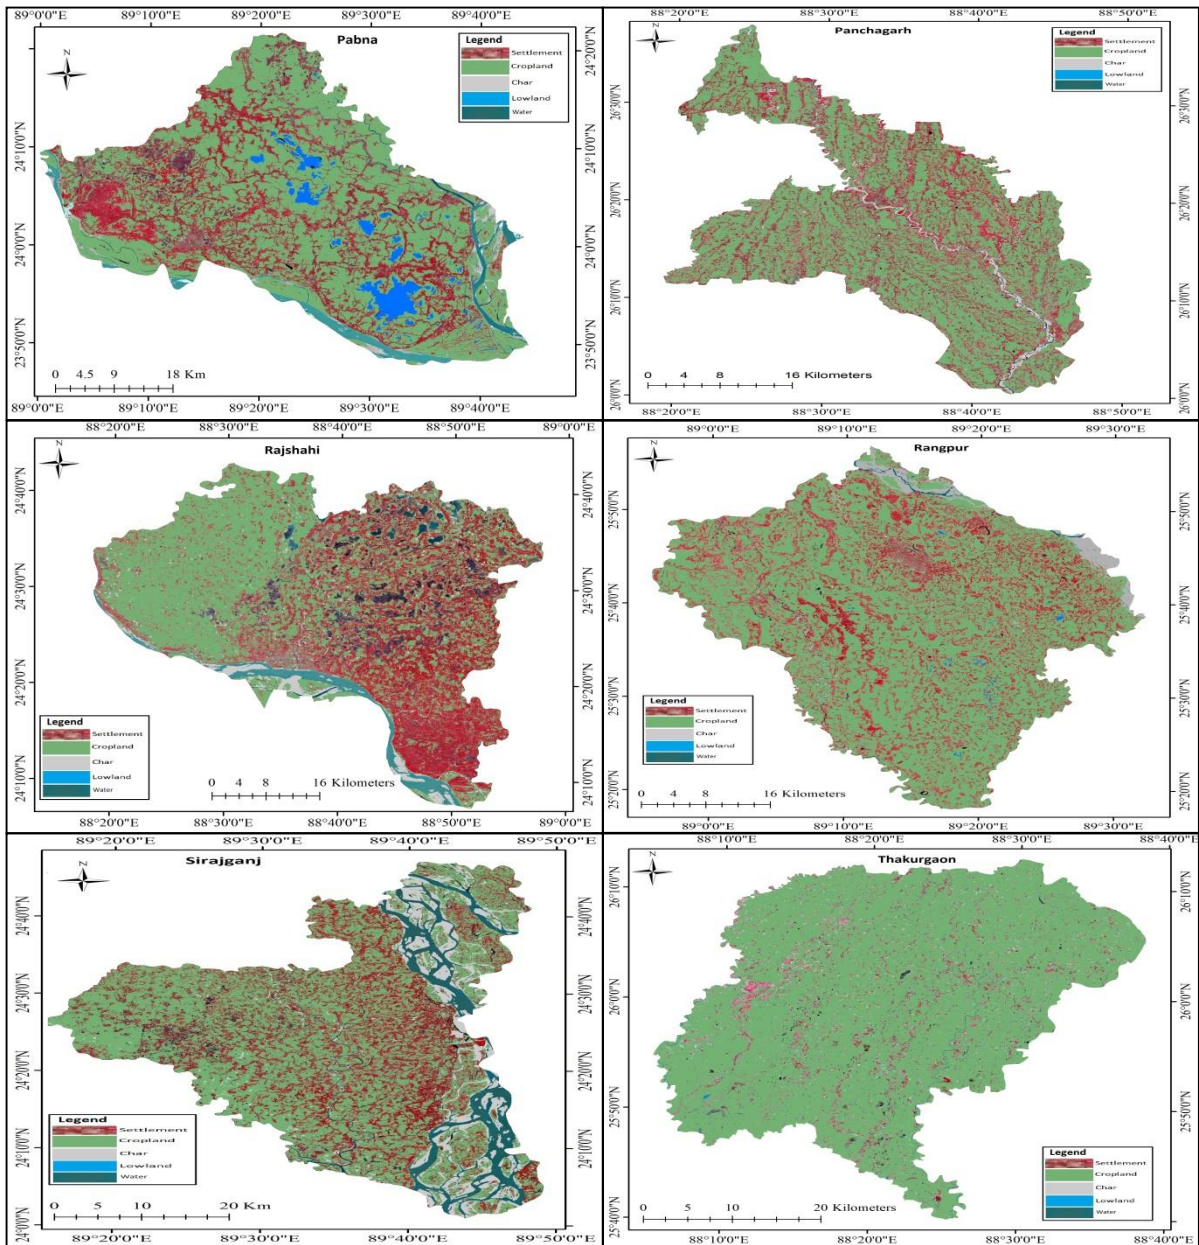 89°0'0"E 89°10'0"E 89°20'0"E 89°30'0"E 89°40'0"E
Pabna
N
Legend
Settlement
Cropland
Char
Lowland
Water
24°20'0"N
24°10'0"N
24°0'0"N
23°50'0"N
24°10'0"N
24°0'0"N
23°50'0"N
0 4.5 9 18 Km
89°0'0"E 89°10'0"E 89°20'0"E 89°30'0"E 89°40'0"E
88°20'0"E 88°30'0"E 88°40'0"E 88°50'0"E
Panchagarh
N
Legend
Settlement
Cropland
Char
Lowland
Water
26°30'0"N
26°20'0"N
26°10'0"N
26°0'0"N
26°30'0"N
26°20'0"N
26°10'0"N
26°0'0"N
0 4 8 16 Kilometers
88°20'0"E 88°30'0"E 88°40'0"E 88°50'0"E
88°20'0"E 88°30'0"E 88°40'0"E 88°50'0"E 89°0'0"E
Rajshahi
N
24°40'0"N
24°30'0"N
24°20'0"N
24°10'0"N
24°40'0"N
24°30'0"N
24°20'0"N
24°10'0"N
Legend
Settlement
Cropland
Char
Lowland
Water
0 4 8 16 Kilometers
88°20'0"E 88°30'0"E 88°40'0"E 88°50'0"E 89°0'0"E
89°0'0"E 89°10'0"E 89°20'0"E 89°30'0"E
Rangpur
N
25°50'0"N
25°40'0"N
25°30'0"N
25°20'0"N
25°50'0"N
25°40'0"N
25°30'0"N
25°20'0"N
Legend
Settlement
Cropland
Char
Lowland
Water
0 4 8 16 Kilometers
89°0'0"E 89°10'0"E 89°20'0"E 89°30'0"E
89°20'0"E 89°30'0"E 89°40'0"E 89°50'0"E
Sirajganj
N
24°40'0"N
24°30'0"N
24°20'0"N
24°10'0"N
24°0'0"N
24°40'0"N
24°30'0"N
24°20'0"N
24°10'0"N
24°0'0"N
Legend
Settlement
Cropland
Char
Lowland
Water
0 5 10 20 Km
89°20'0"E 89°30'0"E 89°40'0"E 89°50'0"E
88°10'0"E 88°20'0"E 88°30'0"E 88°40'0"E
Thakurgaon
N
26°10'0"N
26°0'0"N
25°50'0"N
25°40'0"N
26°10'0"N
26°0'0"N
25°50'0"N
Legend
Settlement
Cropland
Char
Lowland
Water
0 5 10 20 Kilometers
88°10'0"E 88°20'0"E 88°30'0"E 88°40'0"E